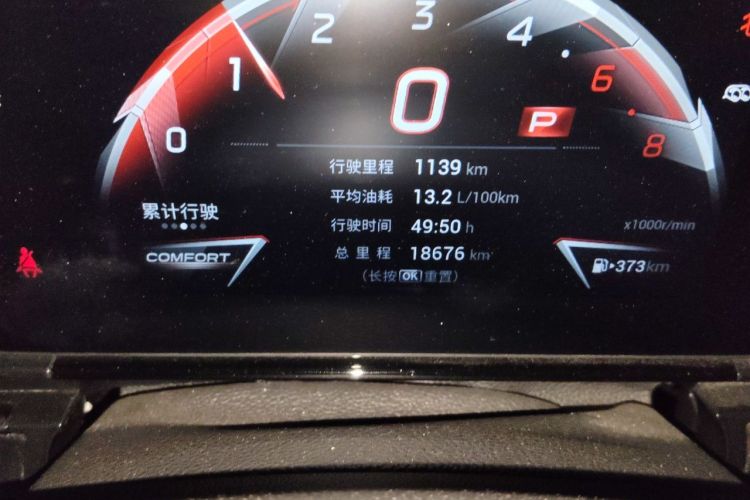 0 1 2 3 4 6 8
0
P
行驶里程 1139 km
平均油耗 13.2 L/100km
累计行驶
行驶时间 49:50 h
x1000r/min
总里程 18676 km
COMFORT
373km
(长按OK重置)